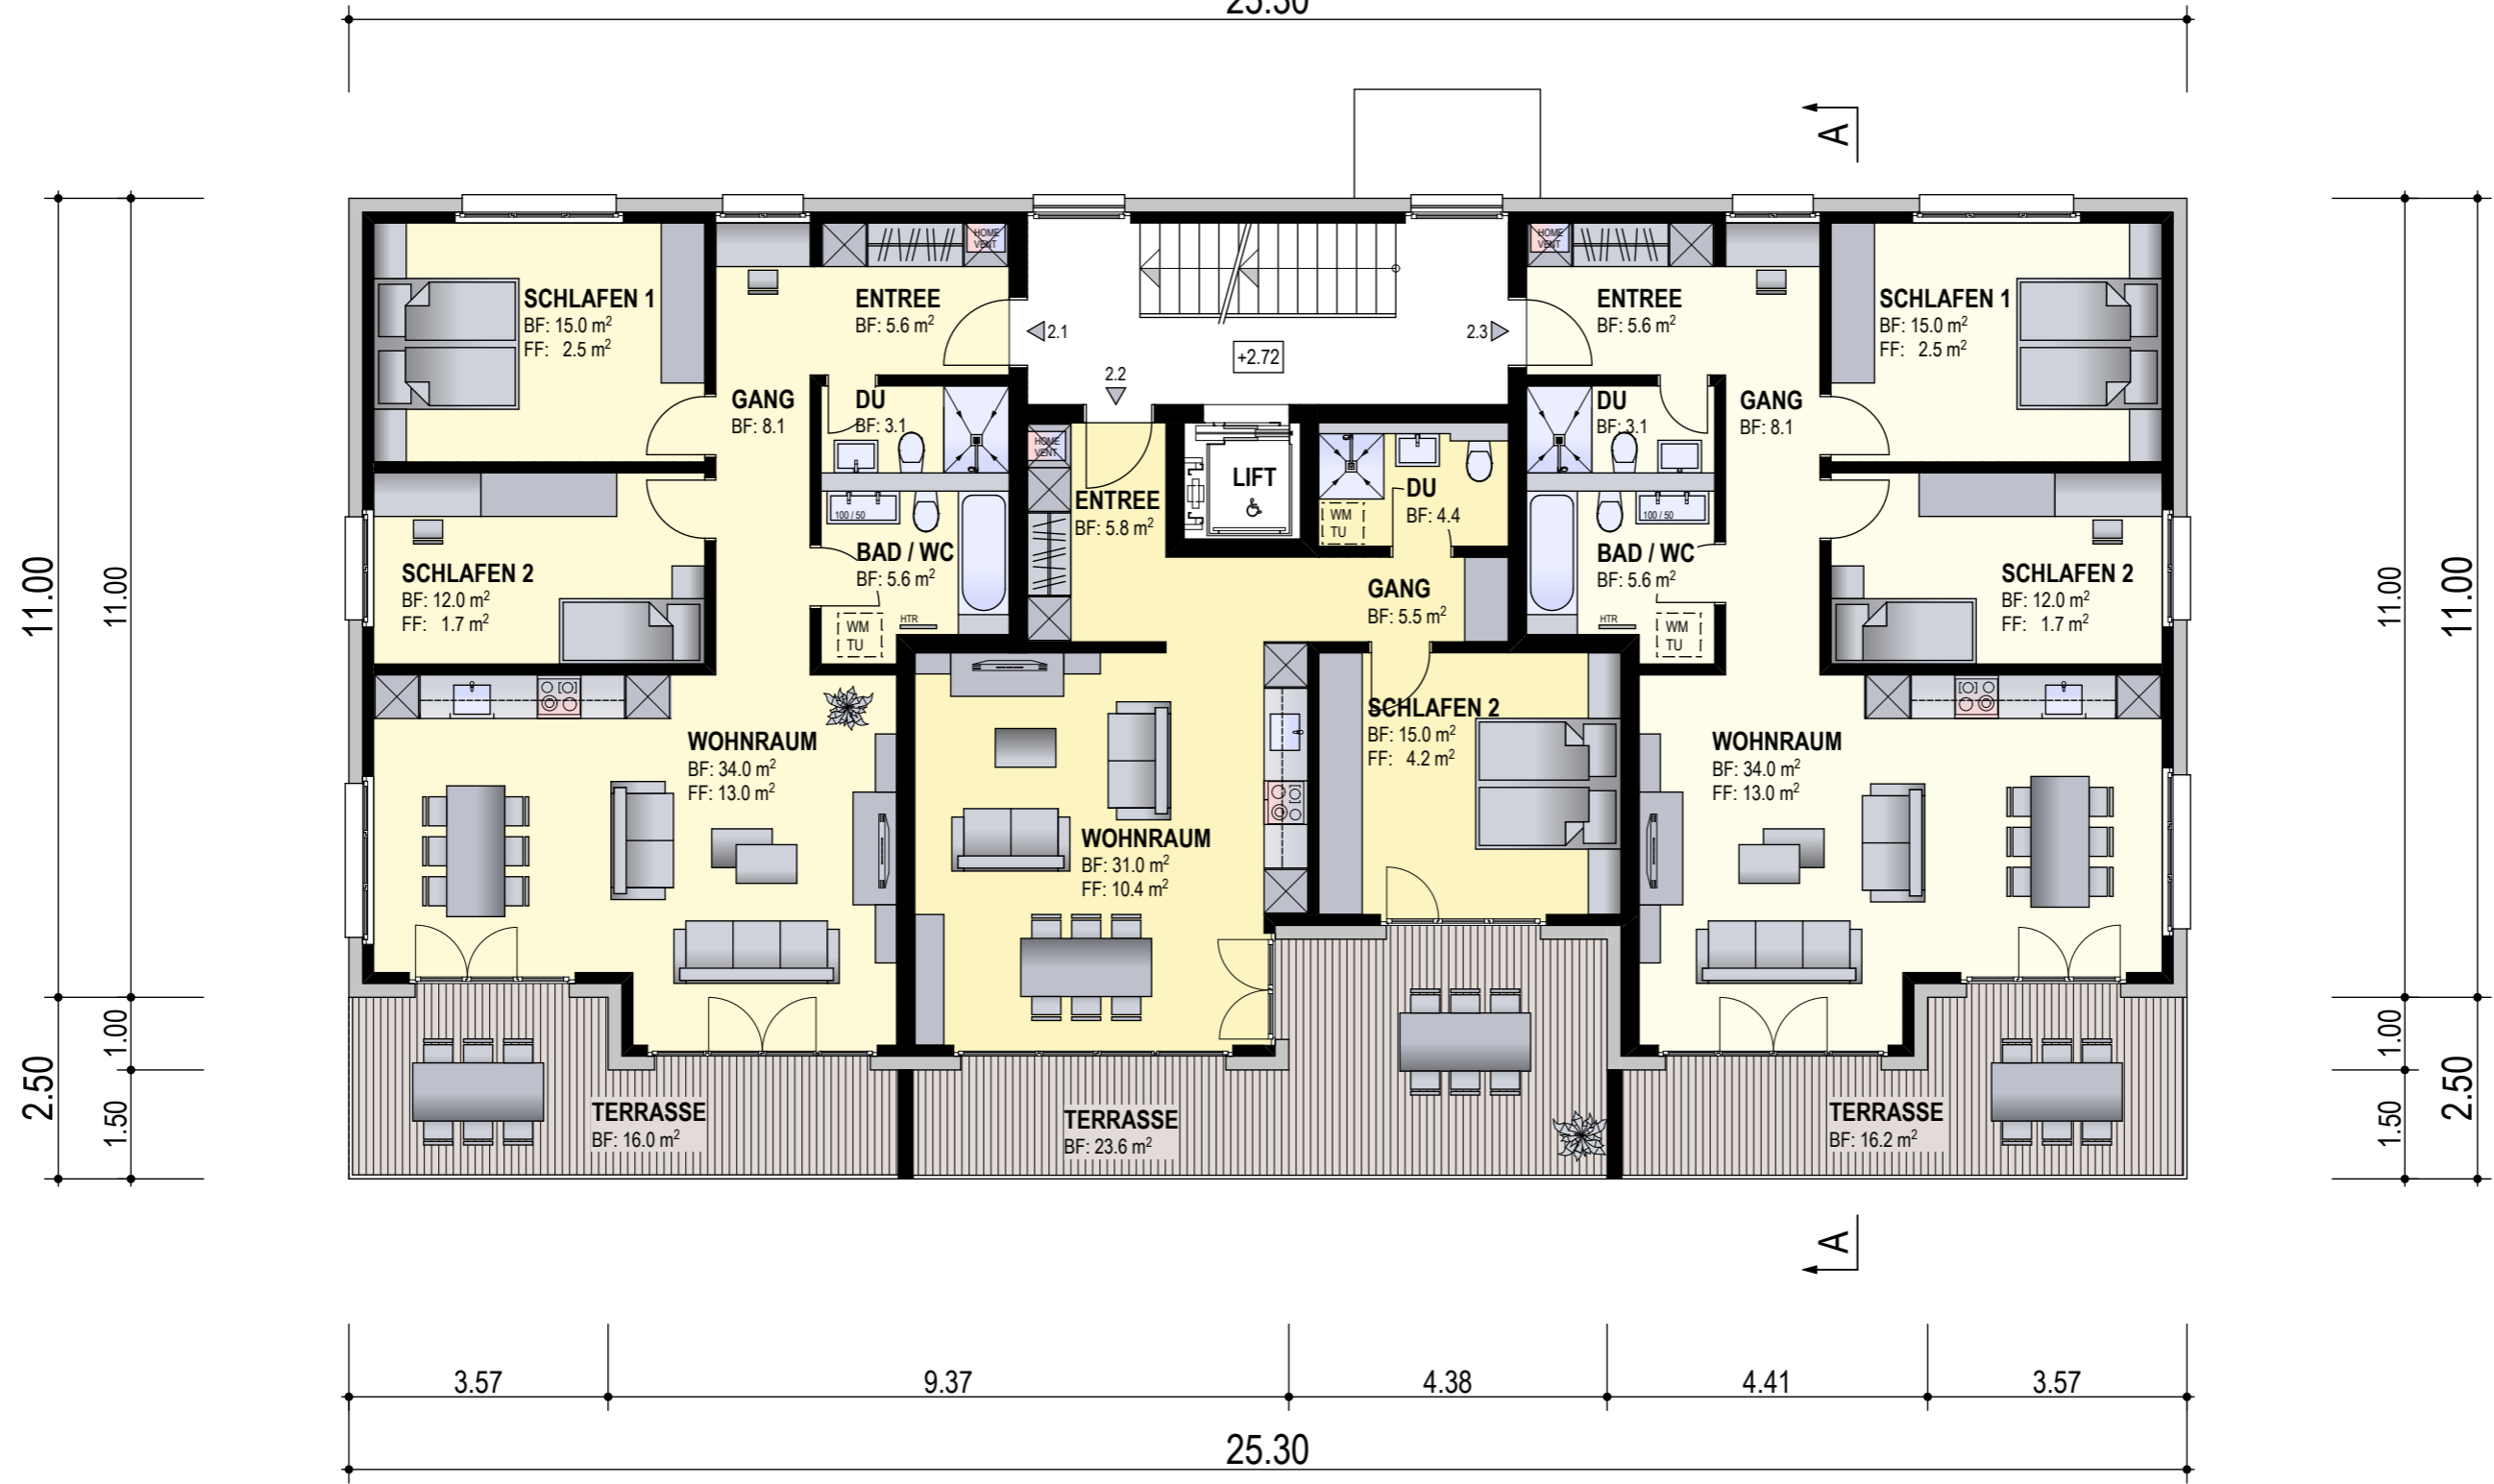 25.30
A
SCHLAFEN 1
BF: 15.0 m²
FF: 2.5 m²
ENTREE
BF: 5.6 m²
HOME
VENT
2.1
2.2
2.3
+2.72
HOME
VENT
ENTREE
BF: 5.6 m²
SCHLAFEN 1
BF: 15.0 m²
FF: 2.5 m²
GANG
BF: 8.1
DU
BF: 3.1
HOME
VENT
ENTREE
BF: 5.8 m²
LIFT
DU
BF: 4.4
WM
TU
DU
BF: 3.1
GANG
BF: 8.1
SCHLAFEN 2
BF: 12.0 m²
FF: 1.7 m²
100 / 50
BAD / WC
BF: 5.6 m²
HTR
WM
TU
GANG
BF: 5.5 m²
100 / 50
BAD / WC
BF: 5.6 m²
HTR
WM
TU
SCHLAFEN 2
BF: 12.0 m²
FF: 1.7 m²
11.00
11.00
11.00
11.00
WOHNRAUM
BF: 34.0 m²
FF: 13.0 m²
WOHNRAUM
BF: 31.0 m²
FF: 10.4 m²
SCHLAFEN 2
BF: 15.0 m²
FF: 4.2 m²
WOHNRAUM
BF: 34.0 m²
FF: 13.0 m²
2.50
1.00
1.50
TERRASSE
BF: 16.0 m²
TERRASSE
BF: 23.6 m²
TERRASSE
BF: 16.2 m²
1.00
1.50
2.50
A
3.57
9.37
4.38
4.41
3.57
25.30